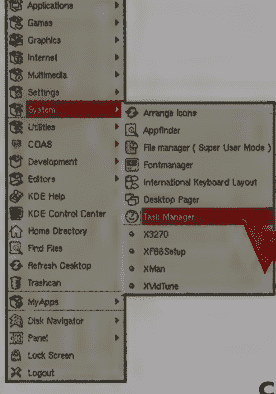 Applications
Games
Graphics
Internet
Multimedia
Settings
System
Utilities
COAS
Development
Editors
KDE Help
KDE Control Center
Home Directory
Find Files
Refresh Desktop
Trashcan
MyApps
Disk Navigator
Panel
Lock Screen
Logout
Arrange Icons
Appfinder
File manager ( Super User Mode )
Fontmanager
International Keyboard Layout
Desktop Pager
Task Manager
X3270
XF86Setup
XMan
XVidTune
C